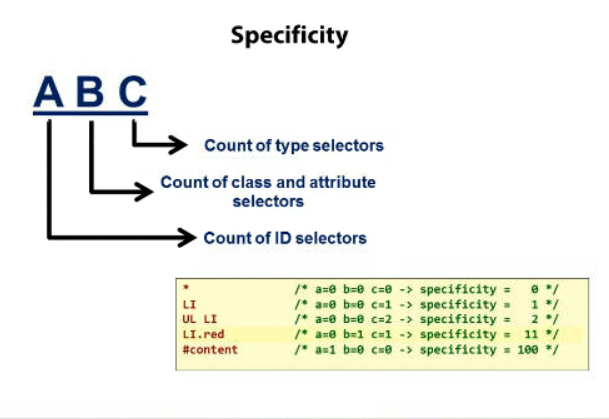 Specificity
A B C
Count of type selectors
Count of class and attribute
selectors
Count of ID selectors
* /* a=0 b=0 c=0 -> specificity = 0 */
LI /* a=0 b=0 c=1 -> specificity = 1 */
UL LI /* a=0 b=0 c=2 -> specificity = 2 */
LI.red /* a=0 b=1 c=1 -> specificity = 11 */
#content /* a=1 b=0 c=0 -> specificity = 100 */